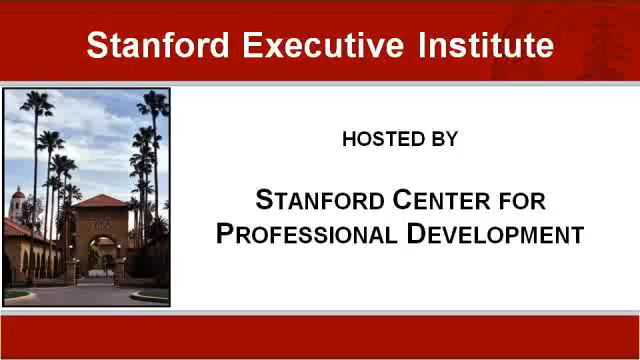 Stanford Executive Institute
HOSTED BY
STANFORD CENTER FOR
PROFESSIONAL DEVELOPMENT